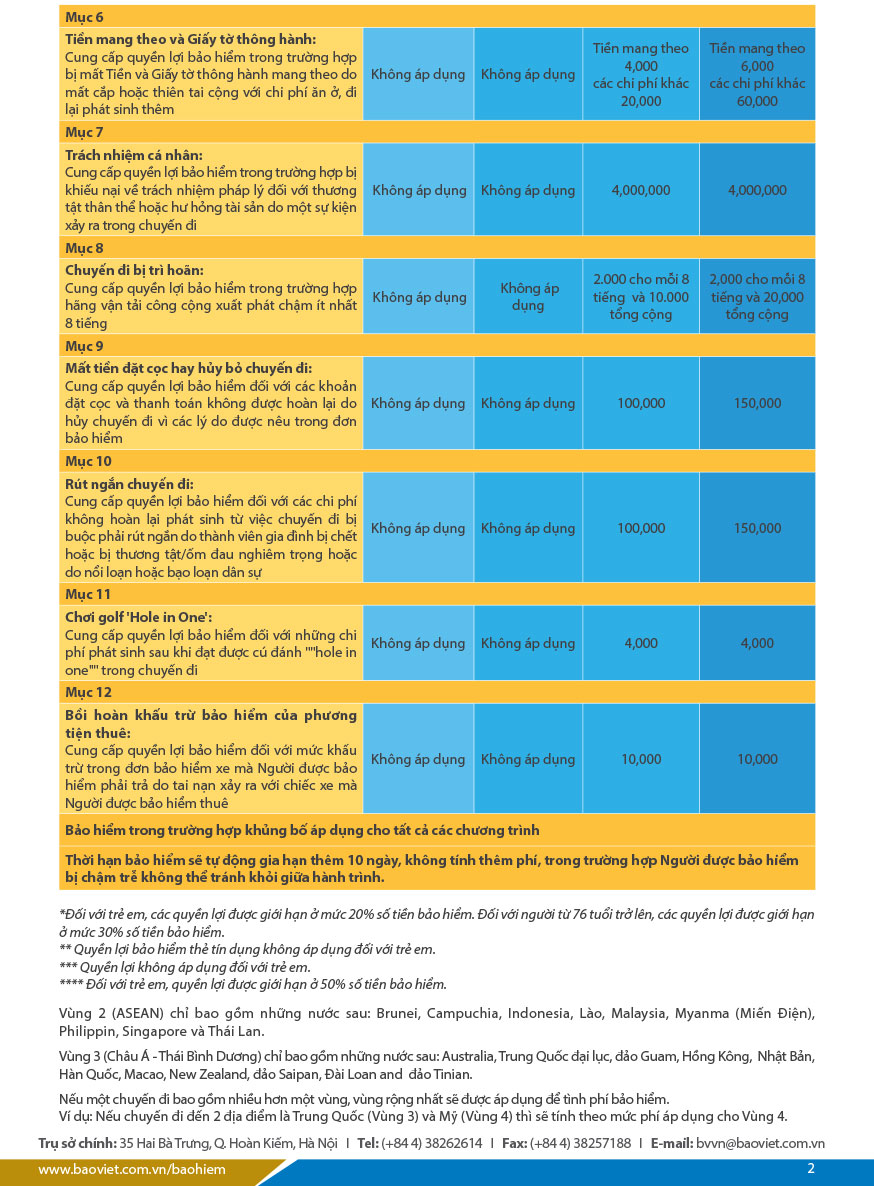 Mục 6
Tiền mang theo và Giấy tờ thông hành:
Cung cấp quyền lợi bảo hiểm trong trường hợp
bị mất Tiền và Giấy tờ thông hành mang theo do
mất cắp hoặc thiên tai cộng với chi phí ăn ở, đi
lại phát sinh thêm
Không áp dụng
Không áp dụng
Tiền mang theo
4,000
các chi phí khác
20,000
Tiền mang theo
6,000
các chi phí khác
60,000
Mục 7
Trách nhiệm cá nhân:
Cung cấp quyền lợi bảo hiểm trong trường hợp bị
khiếu nại về trách nhiệm pháp lý đối với thương
tật thân thể hoặc hư hỏng tài sản do một sự kiện
xảy ra trong chuyến đi
Không áp dụng
Không áp dụng
4,000,000
4,000,000
Mục 8
Chuyến đi bị trì hoãn:
Cung cấp quyền lợi bảo hiểm trong trường hợp
hãng vận tải công cộng xuất phát chậm ít nhất
8 tiếng
Không áp dụng
Không áp
dụng
2.000 cho mỗi 8
tiếng và 10.000
tổng cộng
2,000 cho mỗi 8
tiếng và 20,000
tổng cộng
Mục 9
Mất tiền đặt cọc hay hủy bỏ chuyến đi:
Cung cấp quyền lợi bảo hiểm đối với các khoản
đặt cọc và thanh toán không được hoàn lại do
hủy chuyến đi vì các lý do được nêu trong đơn
bảo hiểm
Không áp dụng
Không áp dụng
100,000
150,000
Mục 10
Rút ngắn chuyến đi:
Cung cấp quyền lợi bảo hiểm đối với các chi phí
không hoàn lại phát sinh từ việc chuyến đi bị
buộc phải rút ngắn do thành viên gia đình bị chết
hoặc bị thương tật/ốm đau nghiêm trọng hoặc
do nổi loạn hoặc bạo loạn dân sự
Không áp dụng
Không áp dụng
100,000
150,000
Mục 11
Chơi golf 'Hole in One':
Cung cấp quyền lợi bảo hiểm đối với những chi
phí phát sinh sau khi đạt được cú đánh ""hole in
one"" trong chuyến đi
Không áp dụng
Không áp dụng
4,000
4,000
Mục 12
Bồi hoàn khấu trừ bảo hiểm của phương
tiện thuê:
Cung cấp quyền lợi bảo hiểm đối với mức khấu
trừ trong đơn bảo hiểm xe mà Người được bảo
hiểm phải trả do tai nạn xảy ra với chiếc xe mà
Người được bảo hiểm thuê
Không áp dụng
Không áp dụng
10,000
10,000
Bảo hiểm trong trường hợp khủng bố áp dụng cho tất cả các chương trình
Thời hạn bảo hiểm sẽ tự động gia hạn thêm 10 ngày, không tính thêm phí, trong trường hợp Người được bảo hiểm
bị chậm trễ không thể tránh khỏi giữa hành trình.
*Đối với trẻ em, các quyền lợi được giới hạn ở mức 20% số tiền bảo hiểm. Đối với người từ 76 tuổi trở lên, các quyền lợi được giới hạn
ở mức 30% số tiền bảo hiểm.
** Quyền lợi bảo hiểm thẻ tín dụng không áp dụng đối với trẻ em.
*** Quyền lợi không áp dụng đối với trẻ em.
**** Đối với trẻ em, quyền lợi được giới hạn ở 50% số tiền bảo hiểm.
Vùng 2 (ASEAN) chỉ bao gồm những nước sau: Brunei, Campuchia, Indonesia, Lào, Malaysia, Myanma (Miến Điện),
Philippin, Singapore và Thái Lan.
Vùng 3 (Châu Á - Thái Bình Dương) chỉ bao gồm những nước sau: Australia, Trung Quốc đại lục, đảo Guam, Hồng Kông, Nhật Bản,
Hàn Quốc, Macao, New Zealand, đảo Saipan, Đài Loan and đảo Tinian.
Nếu một chuyến đi bao gồm nhiều hơn một vùng, vùng rộng nhất sẽ được áp dụng để tình phí bảo hiểm.
Ví dụ: Nếu chuyến đi đến 2 địa điểm là Trung Quốc (Vùng 3) và Mỹ (Vùng 4) thì sẽ tính theo mức phí áp dụng cho Vùng 4.
Trụ sở chính: 35 Hai Bà Trưng, Q. Hoàn Kiếm, Hà Nội I Tel: (+84 4) 38262614 I Fax: (+84 4) 38257188 I E-mail: bvvn@baoviet.com.vn
www.baoviet.com.vn/baohiem
2